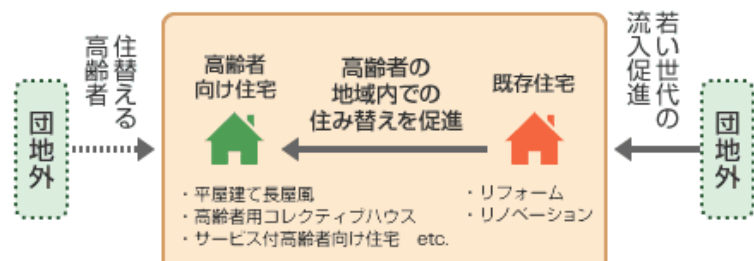 団地外
住替える
高齢者
高齢者
向け住宅
・平屋建て長屋風
・高齢者用コレクティブハウス
・サービス付高齢者向け住宅 etc.
高齢者の
地域内での
住み替えを促進
既存住宅
・リフォーム
・リノベーション
若い世代の
流入促進
団地外